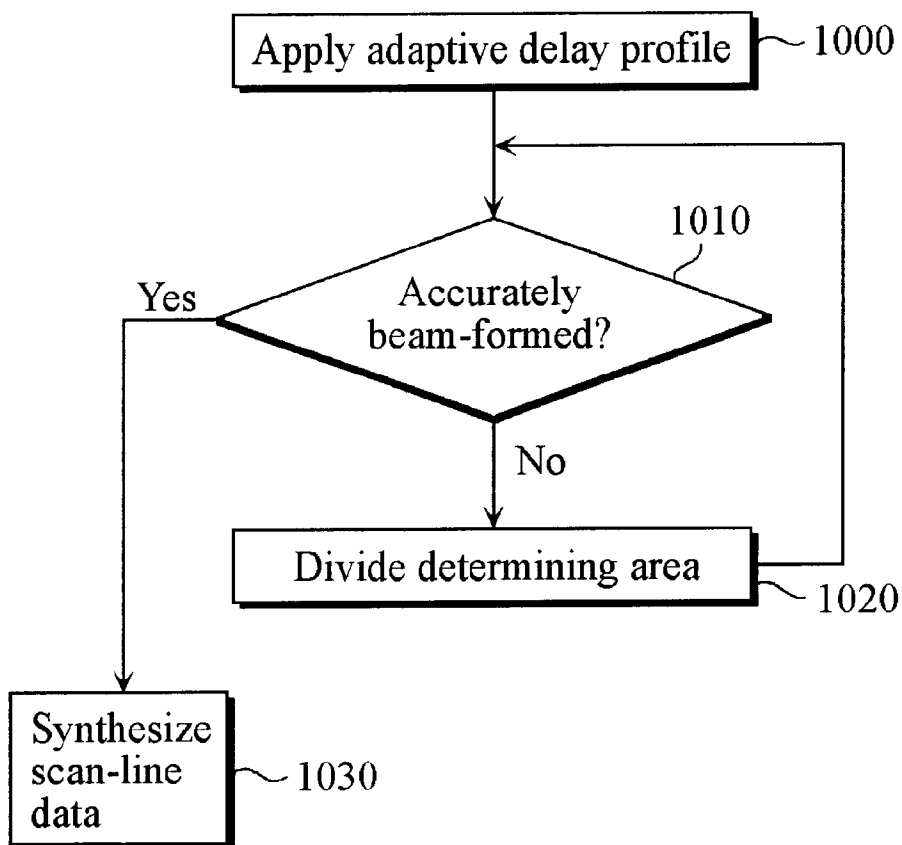 Apply adaptive delay profile
1000
1010
Accurately
beam-formed?
Yes
No
Divide determining area
1020
Synthesize
scan-line
data
1030